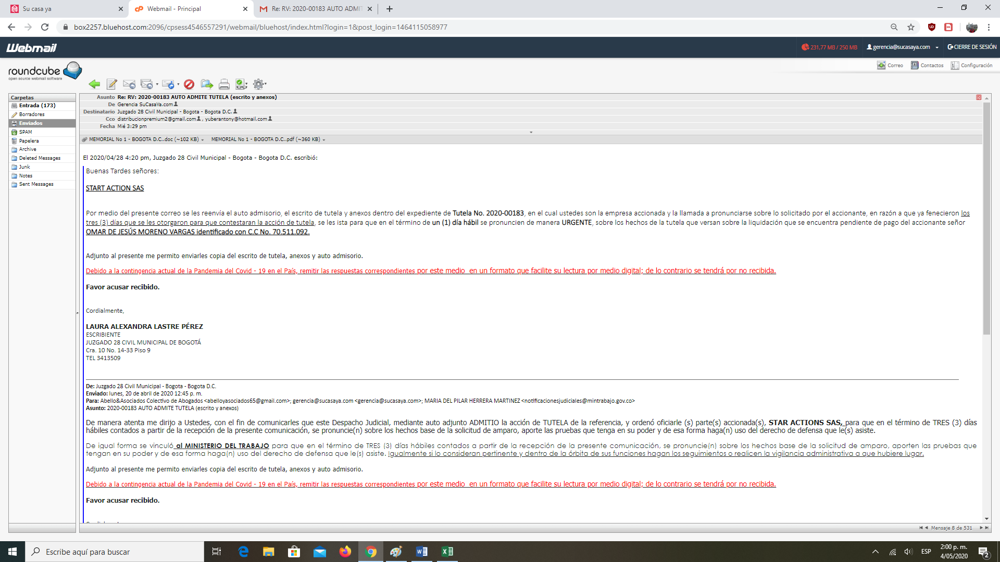 Su casa ya
Webmail - Principal
Re: RV: 2020-00183 AUTO ADMI
box2257.bluehost.com:2096/cpsess4546557291/webmail/bluehost/index.html?login=1&post_login=1464115058977
Webmail
231,77 MB / 250 MB
gerencia@sucasaya.com
CIERRE DE SESIÓN
roundcube
open source webmail software
Correo
Contactos
Configuración
Carpetas
Entrada (173)
Borradores
Enviados
SPAM
Papelera
Archive
Deleted Messages
Junk
Notes
Sent Messages
Asunto Re: RV: 2020-00183 AUTO ADMITE TUTELA (escrito y anexos)
De Gerencia SuCasaYa.com
Destinatario Juzgado 28 Civil Municipal - Bogota - Bogota D.C.
Cco distribucionpremium2@gmail.com , yuberantony@hotmail.com
Fecha Mié 3:29 pm
MEMORIAL No 1 - BOGOTA D.C..doc (~102 KB) MEMORIAL No 1 - BOGOTA D.C..pdf (~360 KB)
El 2020/04/28 4:20 pm, Juzgado 28 Civil Municipal - Bogota - Bogota D.C. escribió:
Buenas Tardes señores:
START ACTION SAS
Por medio del presente correo se les reenvía el auto admisorio, el escrito de tutela y anexos dentro del expediente de Tutela No. 2020-00183, en el cual ustedes son la empresa accionada y la llamada a pronunciarse sobre lo solicitado por el accionante, en razón a que ya fenecieron los
tres (3) días que se les otorgaron para que contestaran la acción de tutela, se les ista para que en el término de un (1) día hábil se pronuncien de manera URGENTE, sobre los hechos de la tutela que versan sobre la liquidación que se encuentra pendiente de pago del accionante señor
OMAR DE JESÚS MORENO VARGAS identificado con C.C No. 70.511.092.
Adjunto al presente me permito enviarles copia del escrito de tutela, anexos y auto admisorio.
Debido a la contingencia actual de la Pandemia del Covid - 19 en el País, remitir las respuestas correspondientes por este medio  en un formato que facilite su lectura por medio digital; de lo contrario se tendrá por no recibida.
Favor acusar recibido.
Cordialmente,
LAURA ALEXANDRA LASTRE PÉREZ
ESCRIBIENTE
JUZGADO 28 CIVIL MUNICIPAL DE BOGOTÁ
Cra. 10 No. 14-33 Piso 9
TEL 3413509
De: Juzgado 28 Civil Municipal - Bogota - Bogota D.C.
Enviado: lunes, 20 de abril de 2020 12:45 p. m.
Para: Abello&Asociados Colectivo de Abogados <abelloyasociados65@gmail.com>; gerencia@sucasaya.com <gerencia@sucasaya.com>; MARIA DEL PILAR HERRERA MARTINEZ <notificacionesjudiciales@mintrabajo.gov.co>
Asunto: 2020-00183 AUTO ADMITE TUTELA (escrito y anexos)
De manera atenta me dirijo a Ustedes, con el fin de comunicarles que este Despacho Judicial, mediante auto adjunto ADMITIO la acción de TUTELA de la referencia, y ordenó oficiarle (s) parte(s) accionada(s), STAR ACTIONS SAS, para que en el término de TRES (3) días
hábiles contados a partir de la recepción de la presente comunicación, se pronuncie(n) sobre los hechos base de la solicitud de amparo, aporte las pruebas que tenga en su poder y de esa forma haga(n) uso del derecho de defensa que le(s) asiste.
De igual forma se vinculó al MINISTERIO DEL TRABAJO para que en el término de TRES (3) días hábiles contados a partir de la recepción de la presente comunicación, se pronuncie(n) sobre los hechos base de la solicitud de amparo, aporten las pruebas que
tengan en su poder y de esa forma haga(n) uso del derecho de defensa que le(s) asiste. Igualmente si lo consideran pertinente y dentro de la órbita de sus funciones hagan los seguimientos o realicen la vigilancia administrativa a que hubiere lugar.
Adjunto al presente me permito enviarles copia del escrito de tutela, anexos y auto admisorio.
Debido a la contingencia actual de la Pandemia del Covid - 19 en el País, remitir las respuestas correspondientes por este medio  en un formato que facilite su lectura por medio digital; de lo contrario se tendrá por no recibida.
Favor acusar recibido.
Mensaje 8 de 531
Escribe aquí para buscar
ESP
2:00 p. m.
4/05/2020
2